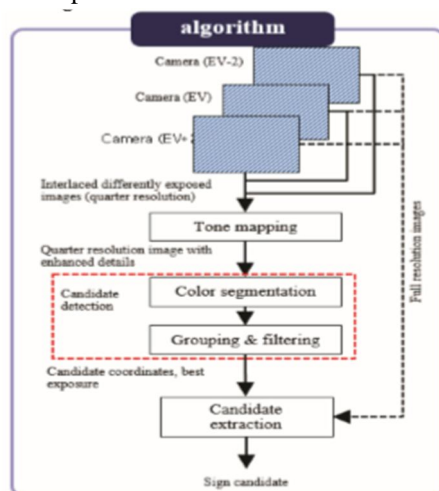 algorithm
Camera (EV-2)
Camera (EV)
Camera (EV+
Interlaced differently exposed
images (quarter resolution)
Tone mapping
Quarter resolution image with
enhanced details
Candidate
detection
Color segmentation
Grouping & filtering
Candidate coordinates, best
exposure
Candidate
extraction
Full resolution images
Sign candidate